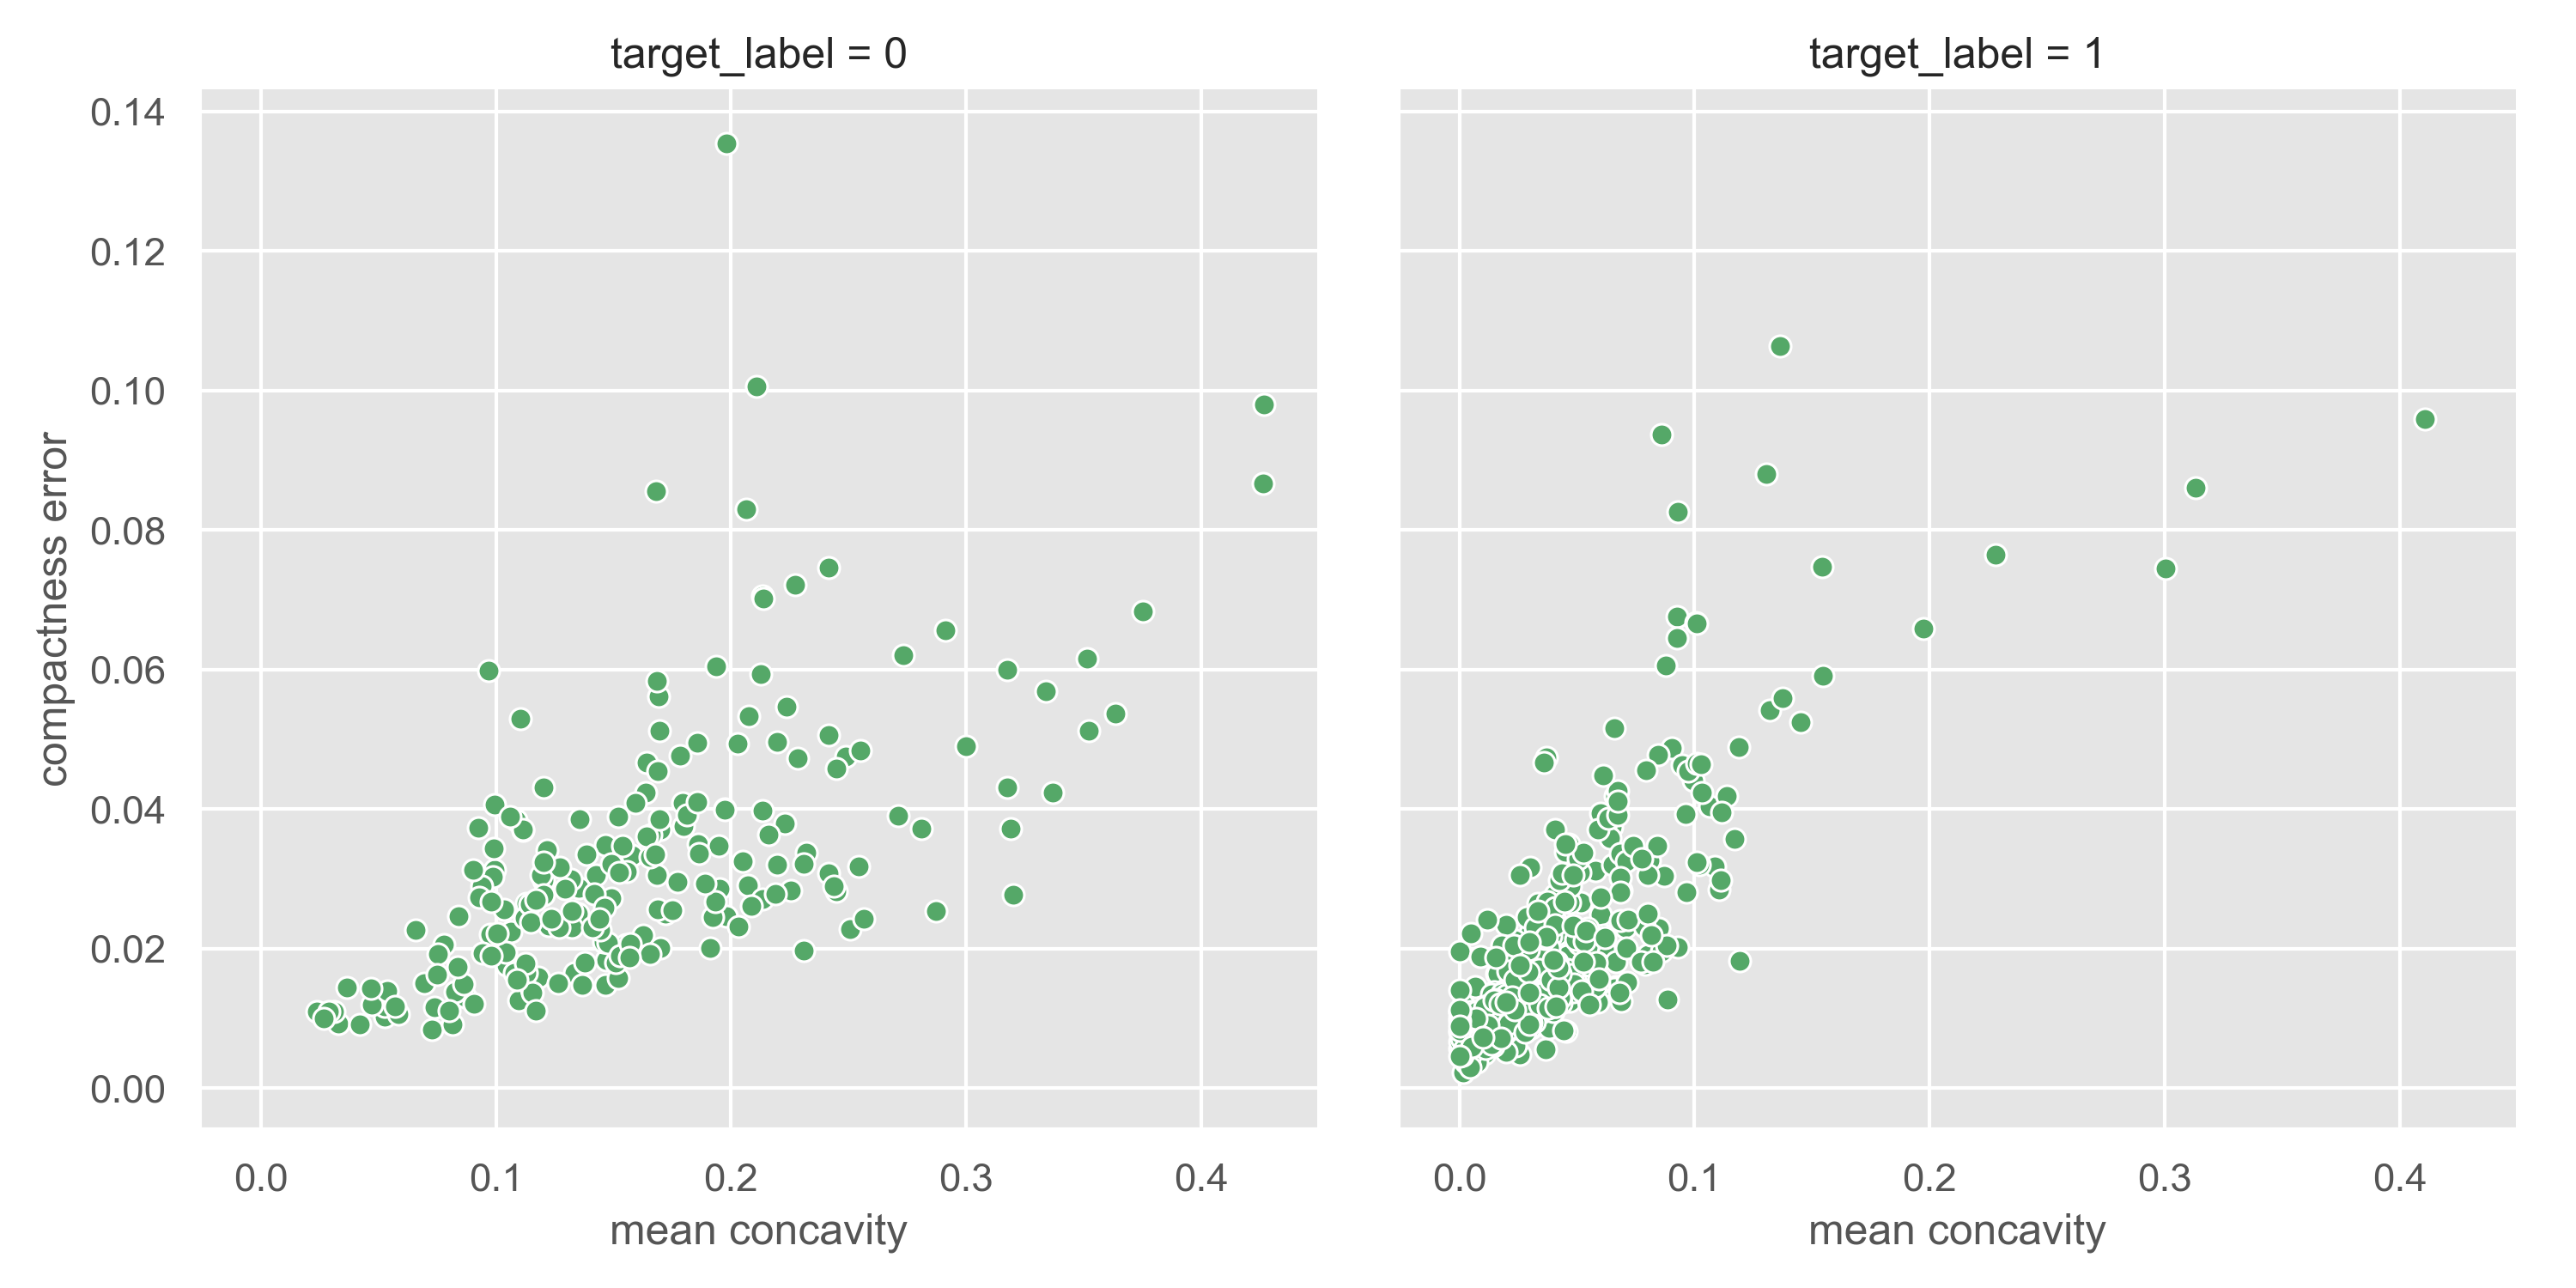 target_label = 0
target_label = 1
0.14
0.12
0.10
0.08
0.06
0.04
0.02
0.00
compactness error
0.0 0.1 0.2 0.3 0.4
0.0 0.1 0.2 0.3 0.4
mean concavity
mean concavity